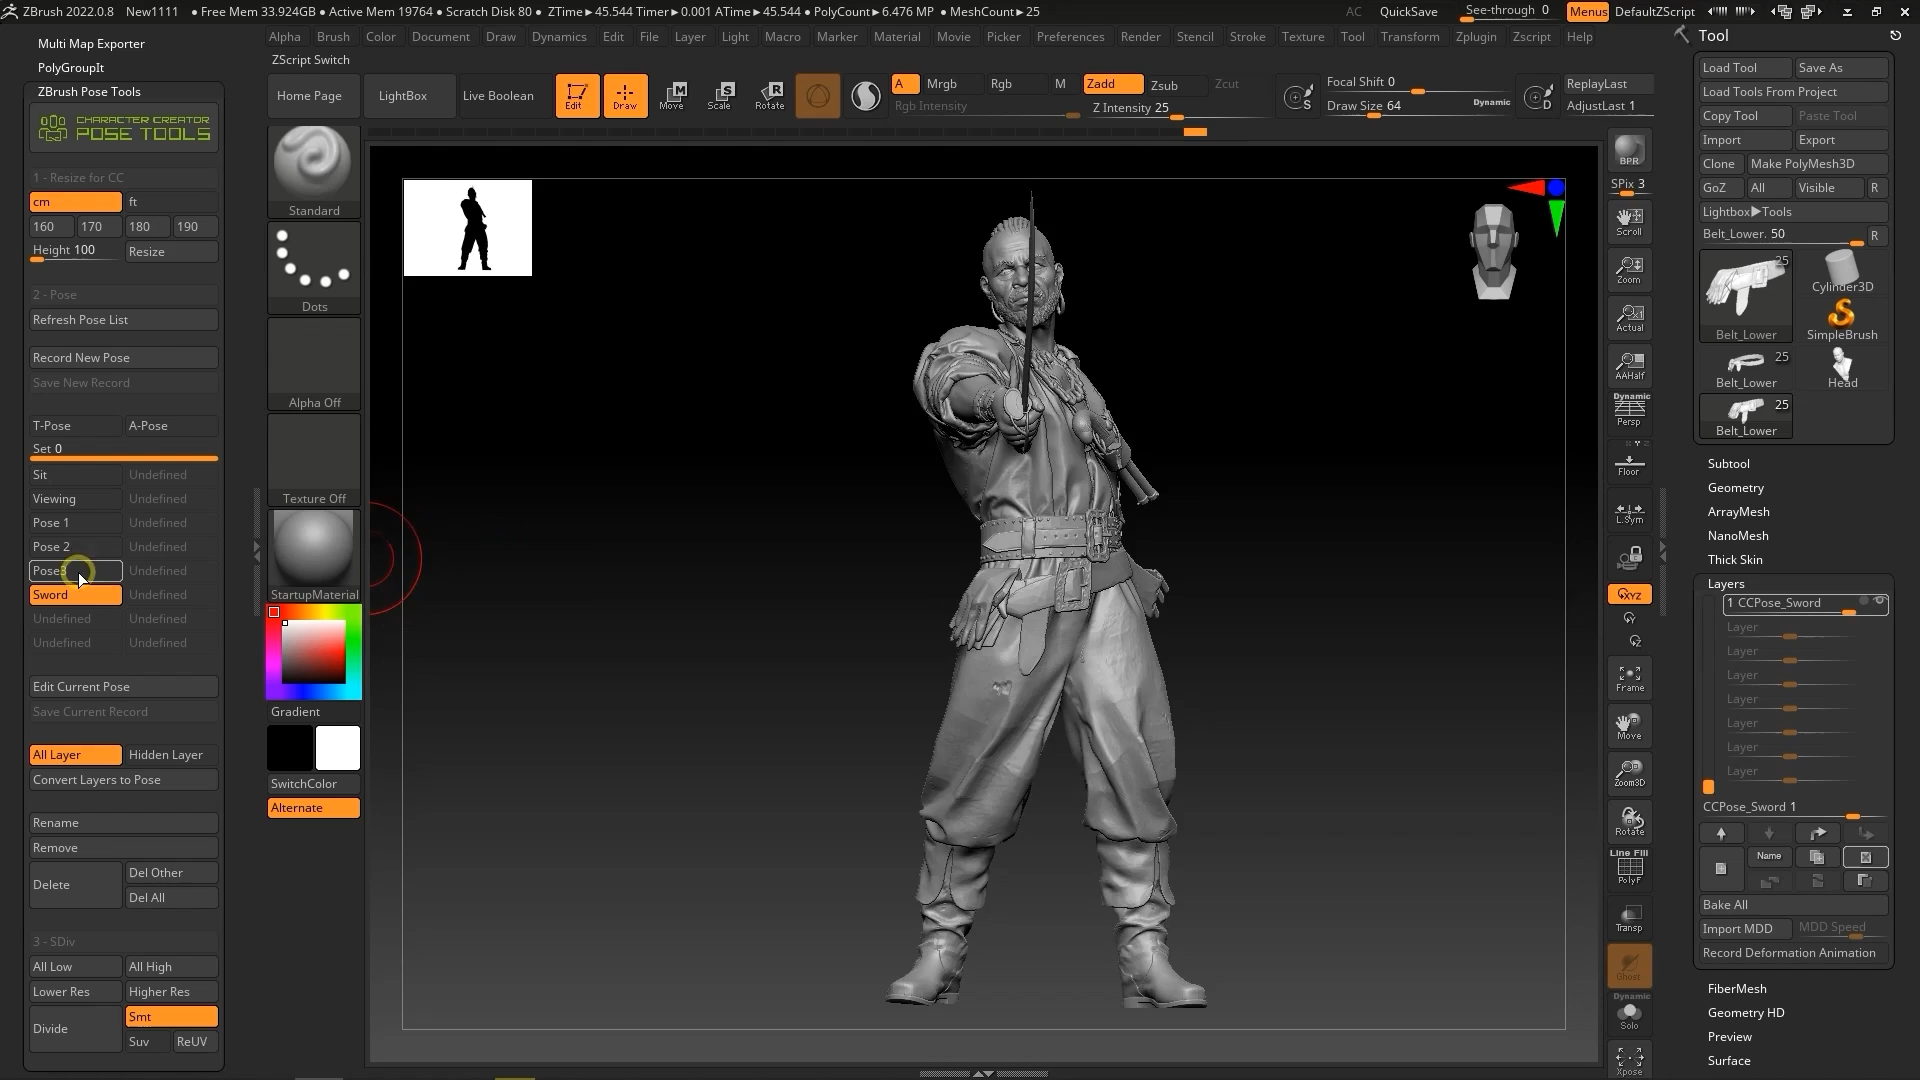 ZBrush 2022.0.8 New1111 ● Free Mem 33.924GB ● Active Mem 19764 ● Scratch Disk 80 ● ZTime▸45.544 Timer▸0.001 ATime▸45.544 ● PolyCount▸6.476 MP ● MeshCount▸25
AC QuickSave See-through 0 Menus DefaultZScript
Alpha Brush Color Document Draw Dynamics Edit File Layer Light Macro Marker Material Movie Picker Preferences Render Stencil Stroke Texture Tool Transform Zplugin Zscript Help
ZScript Switch
Home Page LightBox Live Boolean Edit Draw Move Scale Rotate
A Mrgb Rgb M Zadd Zsub Zcut
Rgb Intensity Z Intensity 25
Focal Shift 0
Draw Size 64 Dynamic
ReplayLast
AdjustLast 1
Multi Map Exporter
PolyGroupIt
ZBrush Pose Tools
CHARACTER CREATOR
POSE TOOLS
1 - Resize for CC
cm ft
160 170 180 190
Height 100 Resize
2 - Pose
Refresh Pose List
Record New Pose
Save New Record
T-Pose A-Pose
Set 0
Sit Undefined
Viewing Undefined
Pose 1 Undefined
Pose 2 Undefined
Pose3 Undefined
Sword Undefined
Undefined Undefined
Undefined Undefined
Edit Current Pose
Save Current Record
All Layer Hidden Layer
Convert Layers to Pose
Rename
Remove
Delete Del Other
Del All
3 - SDiv
All Low All High
Lower Res Higher Res
Divide Smt
Suv ReUV
Standard
Dots
Alpha Off
Texture Off
StartupMaterial
Gradient
SwitchColor
Alternate
BPR
SPix 3
Scroll
Zoom
Actual
AAHalf
Dynamic
Persp
Floor
L.Sym
XYZ
Frame
Move
Zoom3D
Rotate
Line Fill
PolyF
Transp
Ghost
Dynamic
Solo
Xpose
Tool
Load Tool Save As
Load Tools From Project
Copy Tool Paste Tool
Import Export
Clone Make PolyMesh3D
GoZ All Visible R
Lightbox▸Tools
Belt_Lower. 50 R
25
Belt_Lower Cylinder3D
SimpleBrush
25
Belt_Lower Head
25
Belt_Lower
Subtool
Geometry
ArrayMesh
NanoMesh
Thick Skin
Layers
1 CCPose_Sword
Layer
Layer
Layer
Layer
Layer
Layer
Layer
CCPose_Sword 1
Name
Bake All
Import MDD MDD Speed
Record Deformation Animation
FiberMesh
Geometry HD
Preview
Surface